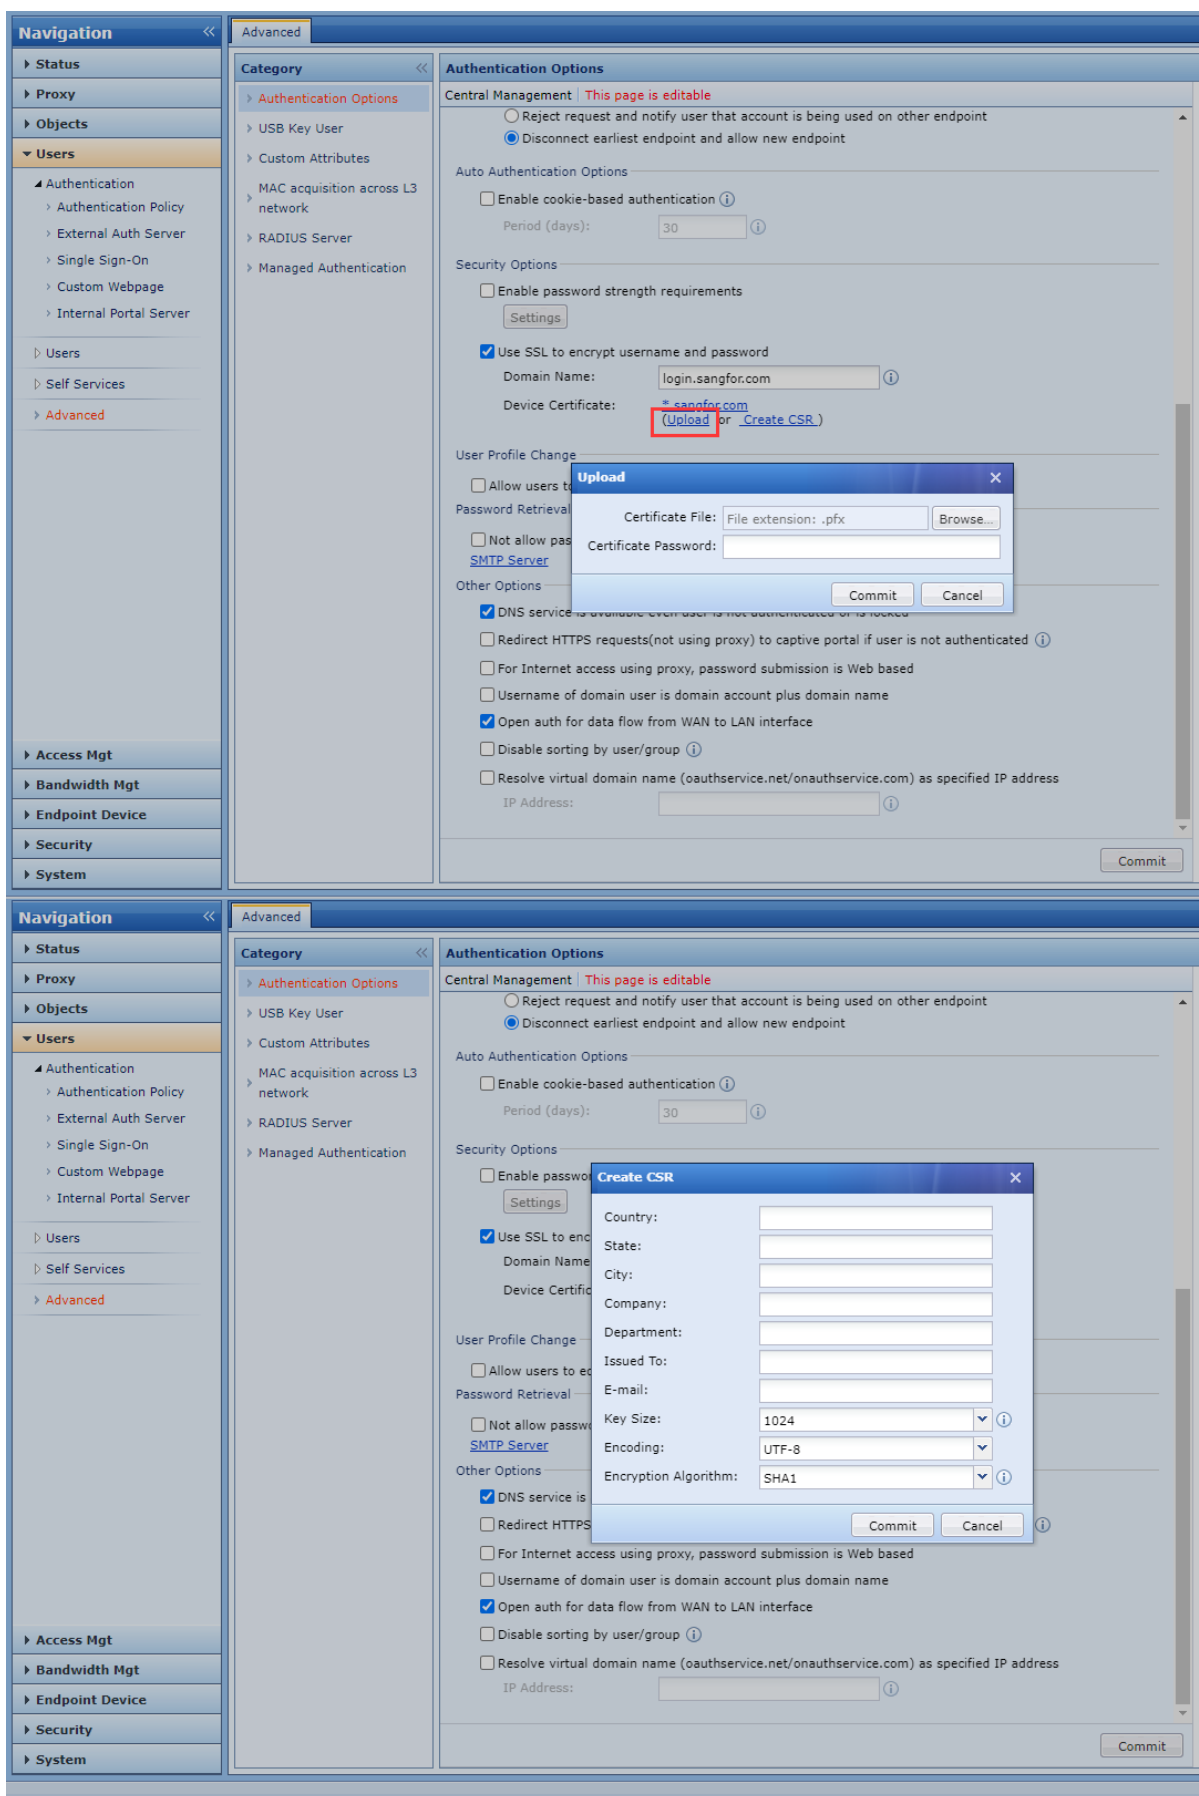 Navigation
Status
Proxy
Objects
Users
Authentication
Authentication Policy
External Auth Server
Single Sign-On
Custom Webpage
Internal Portal Server
Users
Self Services
Advanced
Access Mgt
Bandwidth Mgt
Endpoint Device
Security
System
Advanced
Category
Authentication Options
USB Key User
Custom Attributes
MAC acquisition across L3
network
RADIUS Server
Managed Authentication
Authentication Options
Central Management This page is editable
Reject request and notify user that account is being used on other endpoint
Disconnect earliest endpoint and allow new endpoint
Auto Authentication Options
Enable cookie-based authentication
Period (days): 30
Security Options
Enable password strength requirements
Settings
Use SSL to encrypt username and password
Domain Name: login.sangfor.com
Device Certificate: *.sangfor.com
(Upload or Create CSR )
User Profile Change
Allow users to
Password Retrieval
Not allow pas
SMTP Server
Upload
Certificate File: File extension: .pfx Browse...
Certificate Password:
Commit Cancel
Other Options
DNS service is available even user is not authenticated or is locked
Redirect HTTPS requests(not using proxy) to captive portal if user is not authenticated
For Internet access using proxy, password submission is Web based
Username of domain user is domain account plus domain name
Open auth for data flow from WAN to LAN interface
Disable sorting by user/group
Resolve virtual domain name (oauthservice.net/onauthservice.com) as specified IP address
IP Address:
Commit
Navigation
Status
Proxy
Objects
Users
Authentication
Authentication Policy
External Auth Server
Single Sign-On
Custom Webpage
Internal Portal Server
Users
Self Services
Advanced
Access Mgt
Bandwidth Mgt
Endpoint Device
Security
System
Advanced
Category
Authentication Options
USB Key User
Custom Attributes
MAC acquisition across L3
network
RADIUS Server
Managed Authentication
Authentication Options
Central Management This page is editable
Reject request and notify user that account is being used on other endpoint
Disconnect earliest endpoint and allow new endpoint
Auto Authentication Options
Enable cookie-based authentication
Period (days): 30
Security Options
Enable passwo
Settings
Use SSL to enc
Domain Name
Device Certific
User Profile Change
Allow users to ed
Password Retrieval
Not allow passw
SMTP Server
Other Options
DNS service is
Redirect HTTPS
Create CSR
Country:
State:
City:
Company:
Department:
Issued To:
E-mail:
Key Size: 1024
Encoding: UTF-8
Encryption Algorithm: SHA1
Commit Cancel
For Internet access using proxy, password submission is Web based
Username of domain user is domain account plus domain name
Open auth for data flow from WAN to LAN interface
Disable sorting by user/group
Resolve virtual domain name (oauthservice.net/onauthservice.com) as specified IP address
IP Address:
Commit